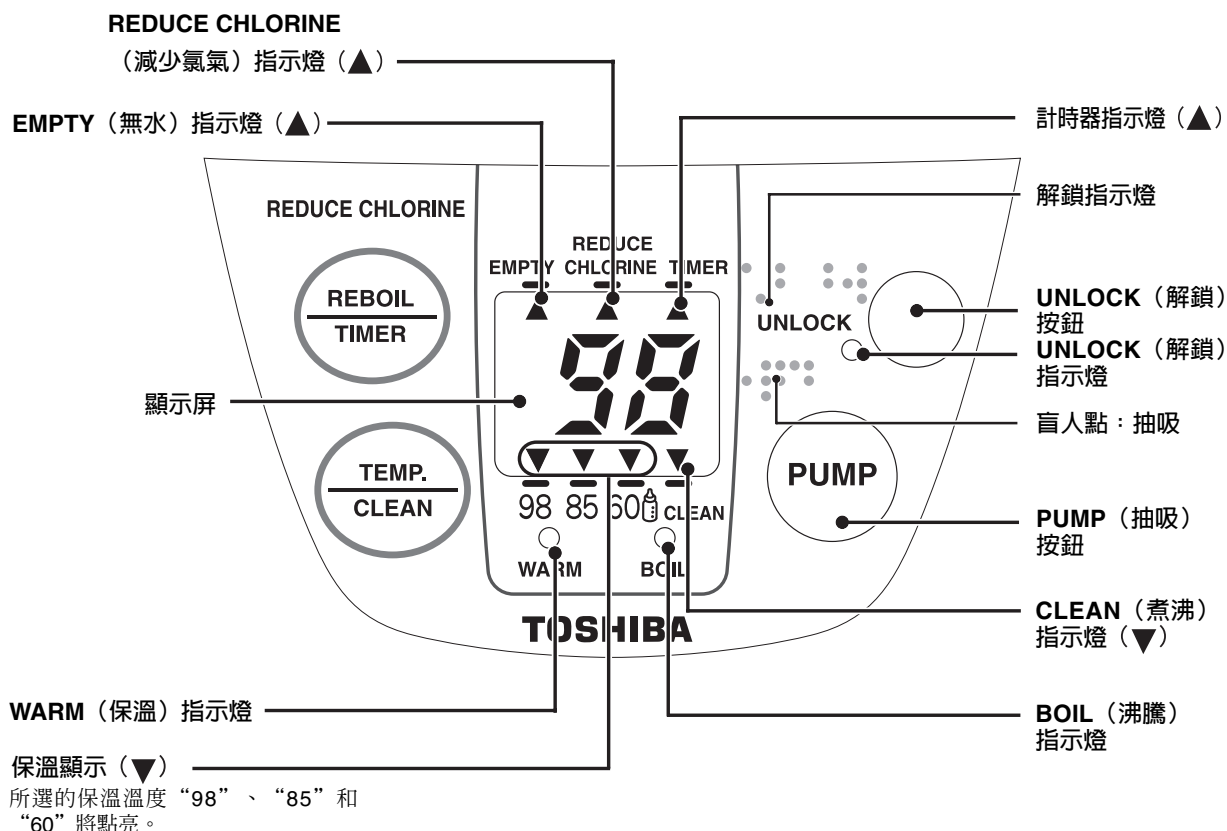 REDUCE CHLORINE
（減少氯氣）指示燈（▲）
EMPTY（無水）指示燈（▲）
計時器指示燈（▲）
解鎖指示燈
REDUCE CHLORINE
REDUCE
EMPTY CHLORINE TIMER
REBOIL
TIMER
UNLOCK
UNLOCK（解鎖）
按鈕
UNLOCK（解鎖）
指示燈
98
顯示屏
盲人點：抽吸
TEMP.
CLEAN
PUMP
98 85 60 CLEAN
PUMP（抽吸）
按鈕
WARM BOIL
TOSHIBA
CLEAN（煮沸）
指示燈（▼）
WARM（保溫）指示燈
BOIL（沸騰）
指示燈
保溫顯示（▼）
所選的保溫溫度“98”、“85”和
“60”將點亮。